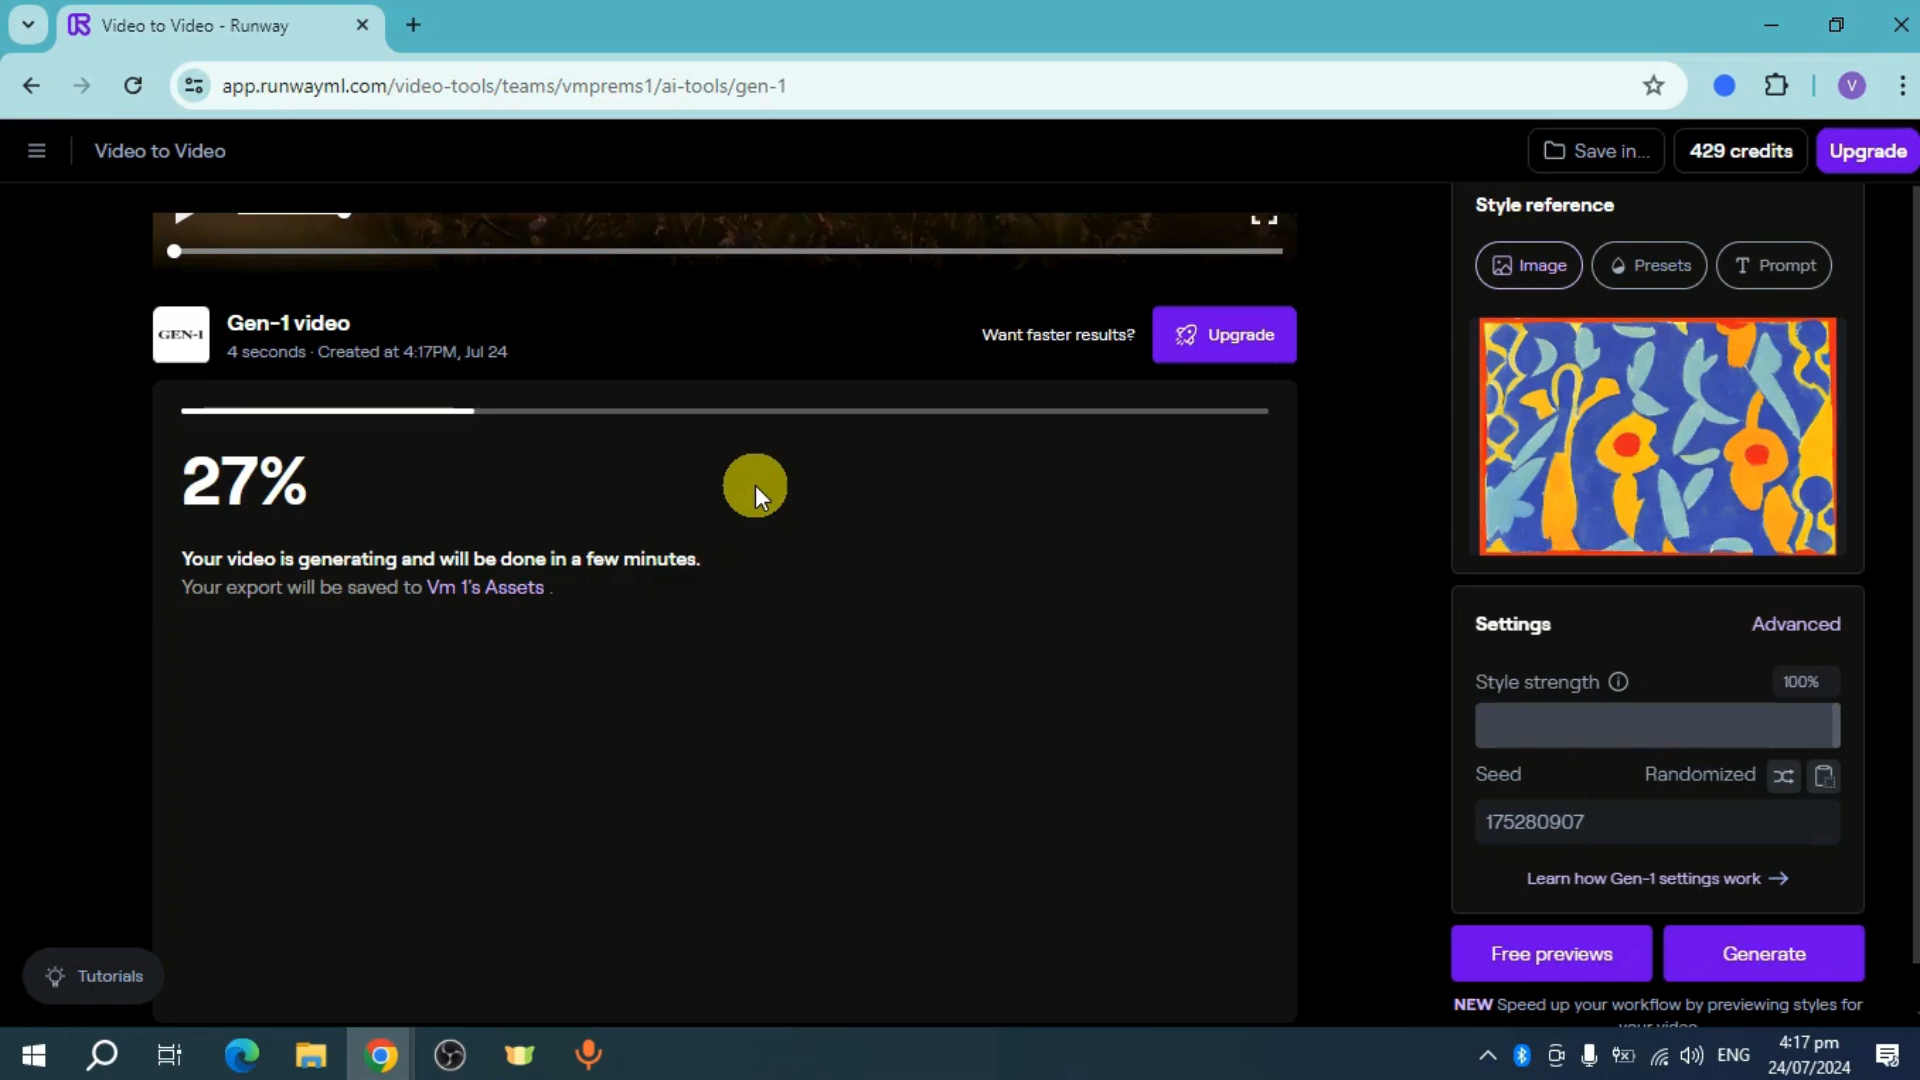 Video to Video - Runway
app.runwayml.com/video-tools/teams/vmprems1/ai-tools/gen-1
V
Video to Video
Save in...
429 credits
Upgrade
Style reference
Image
Presets
Prompt
GEN-1
Gen-1 video
4 seconds · Created at 4:17PM, Jul 24
Want faster results?
Upgrade
27%
Your video is generating and will be done in a few minutes.
Your export will be saved to Vm 1's Assets .
Settings
Advanced
Style strength
100%
Seed
Randomized
175280907
Learn how Gen-1 settings work →
Free previews
Generate
NEW Speed up your workflow by previewing styles for
your video
Tutorials
ENG
4:17 pm
24/07/2024